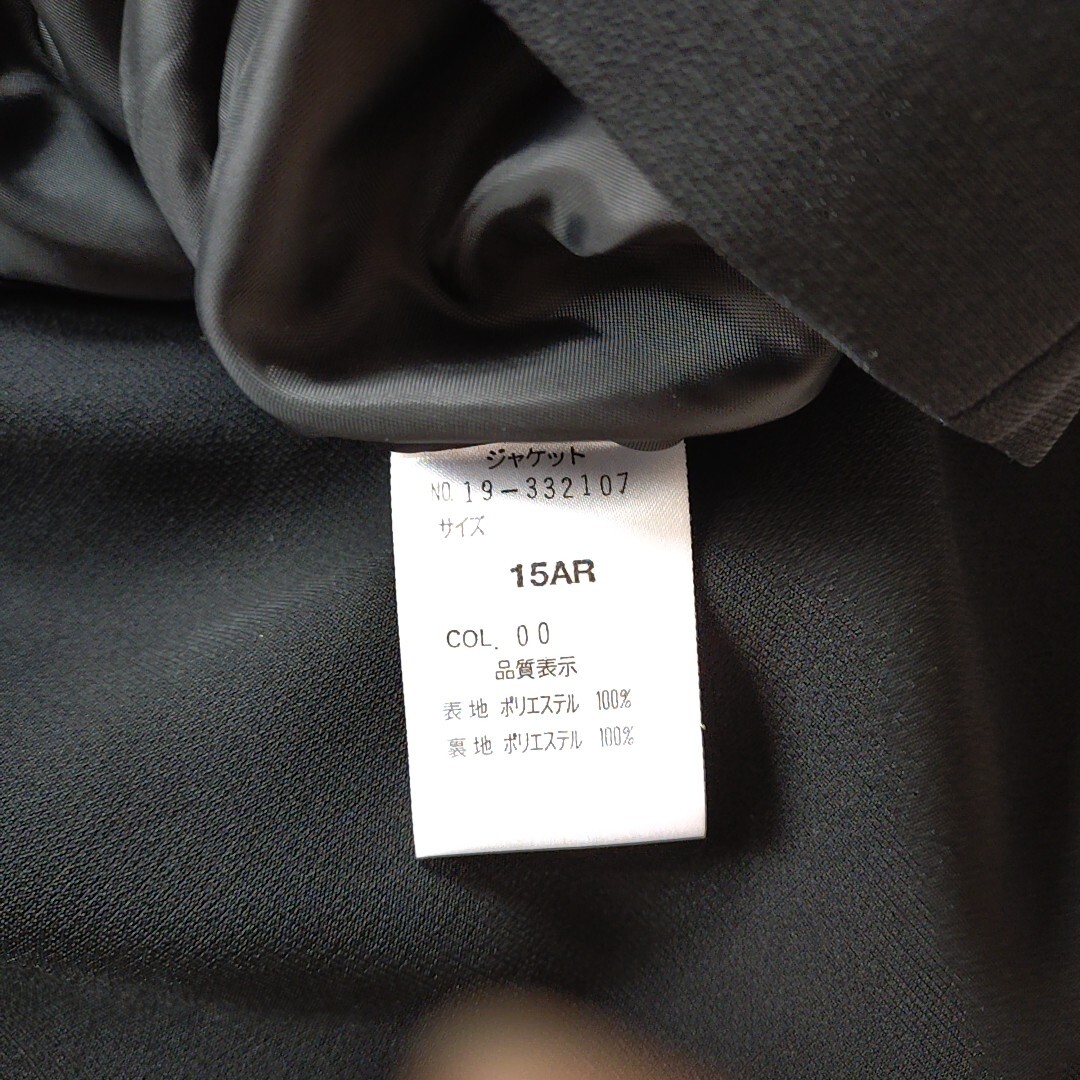 ジャケット
NO. 19-332107
サイズ
15AR
COL. 00
品質表示
表地 ポリエステル 100%
裏地 ポリエステル 100%